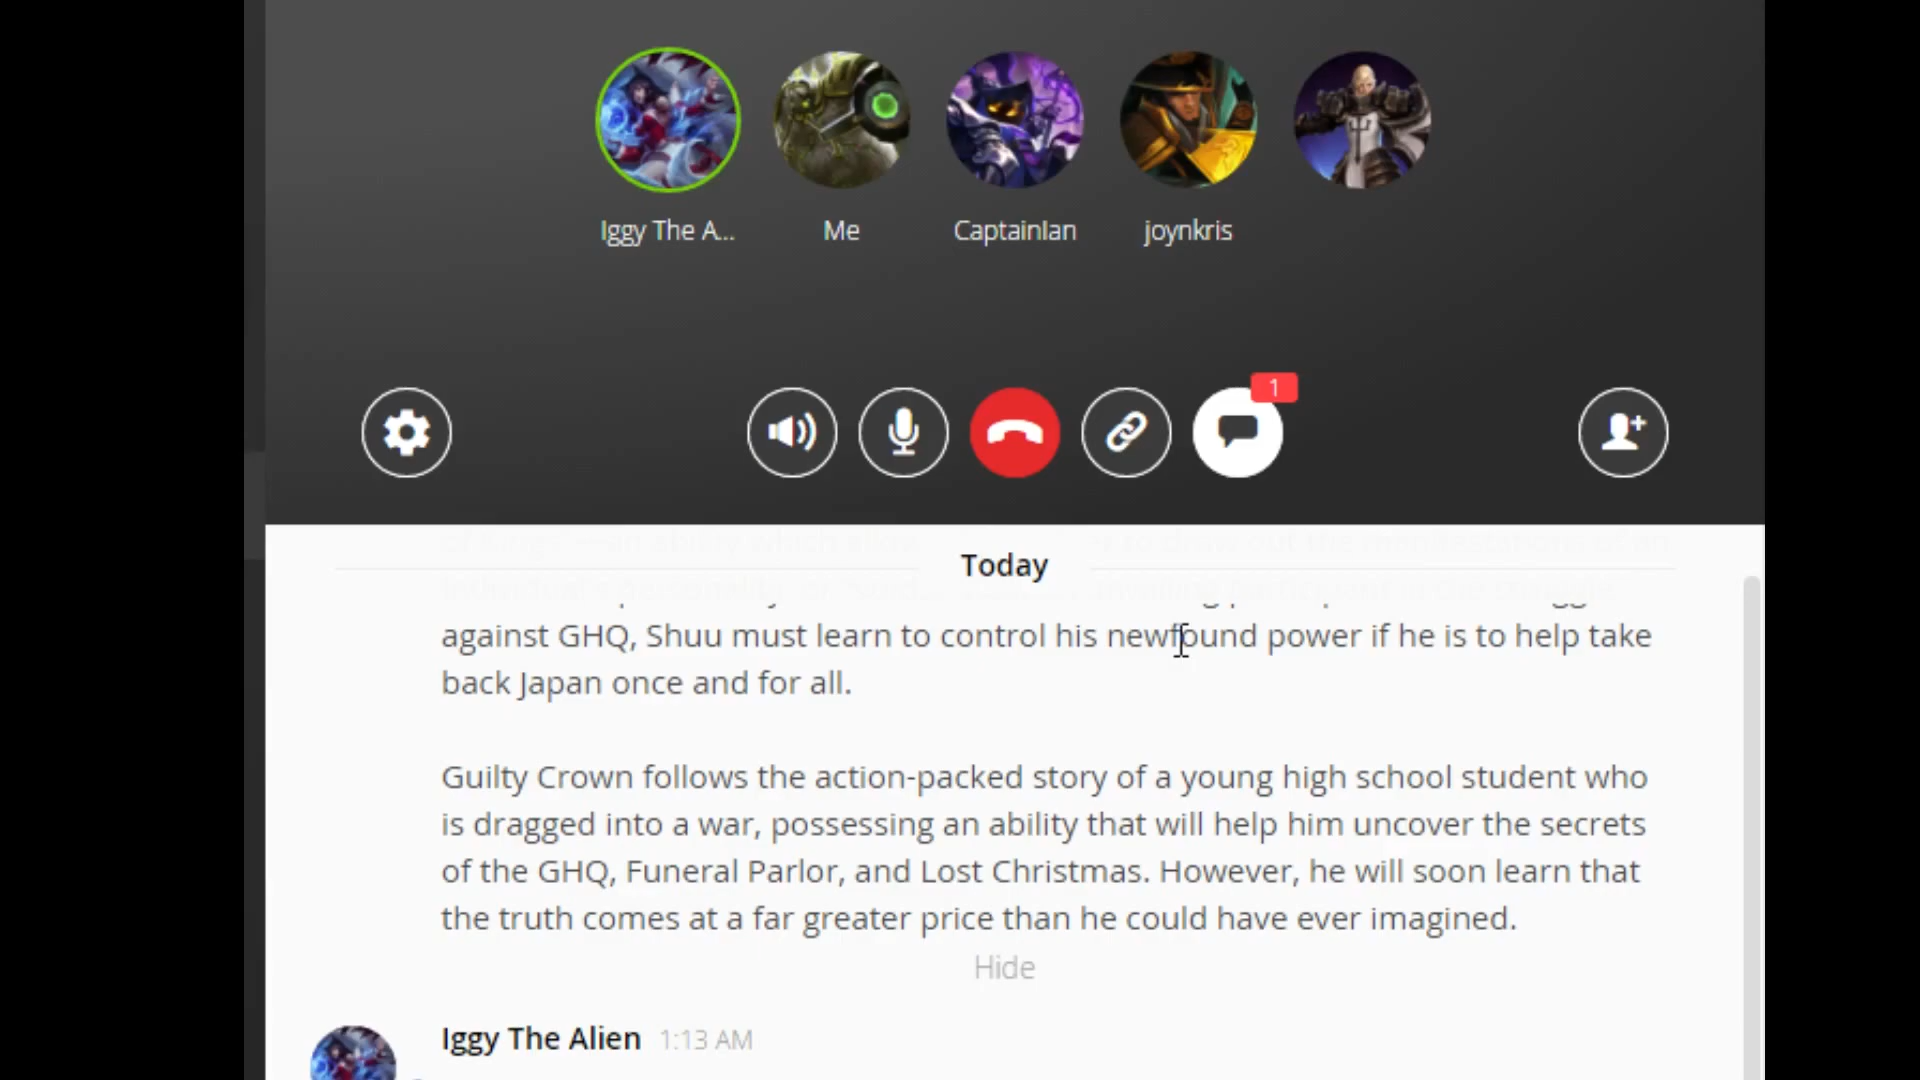 Iggy The A...
Me
CaptainIan
joynkris
1
Today
against GHQ, Shuu must learn to control his newfound power if he is to help take
back Japan once and for all.
Guilty Crown follows the action-packed story of a young high school student who
is dragged into a war, possessing an ability that will help him uncover the secrets
of the GHQ, Funeral Parlor, and Lost Christmas. However, he will soon learn that
the truth comes at a far greater price than he could have ever imagined.
Hide
Iggy The Alien 1:13 AM